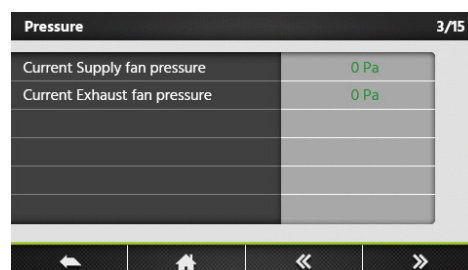 Pressure 3/15
Current Supply fan pressure 0 Pa
Current Exhaust fan pressure 0 Pa